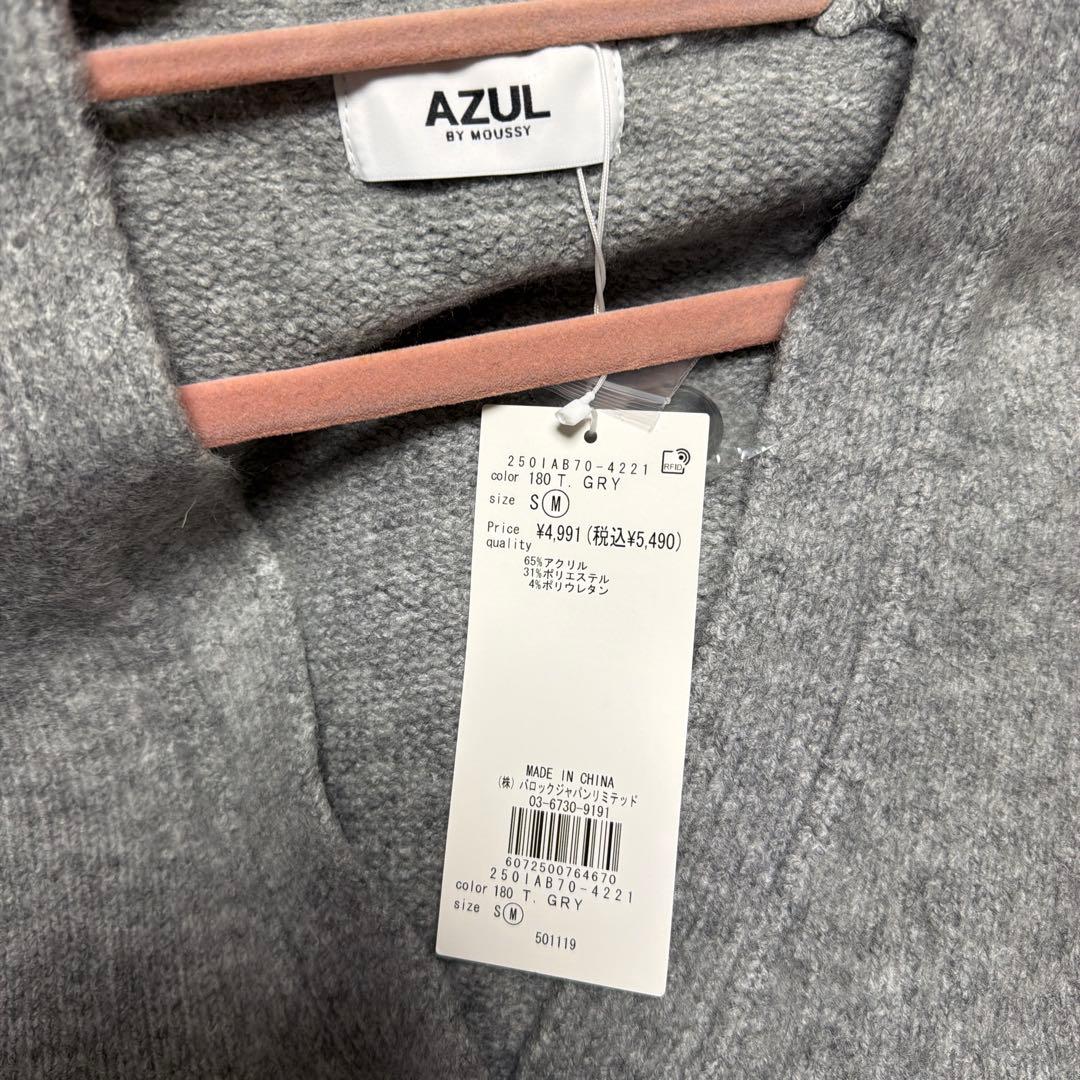 AZUL
BY MOUSSY
250IAB70-4221
RFID
color 180 T. GRY
size S M
Price ¥4,991(税込¥5,490)
quality
65%アクリル
31%ポリエステル
4%ポリウレタン
MADE IN CHINA
(株)バロックジャパンリミテッド
03-6730-9191
6072500764670
250IAB70-4221
color 180 T. GRY
size S M
501119